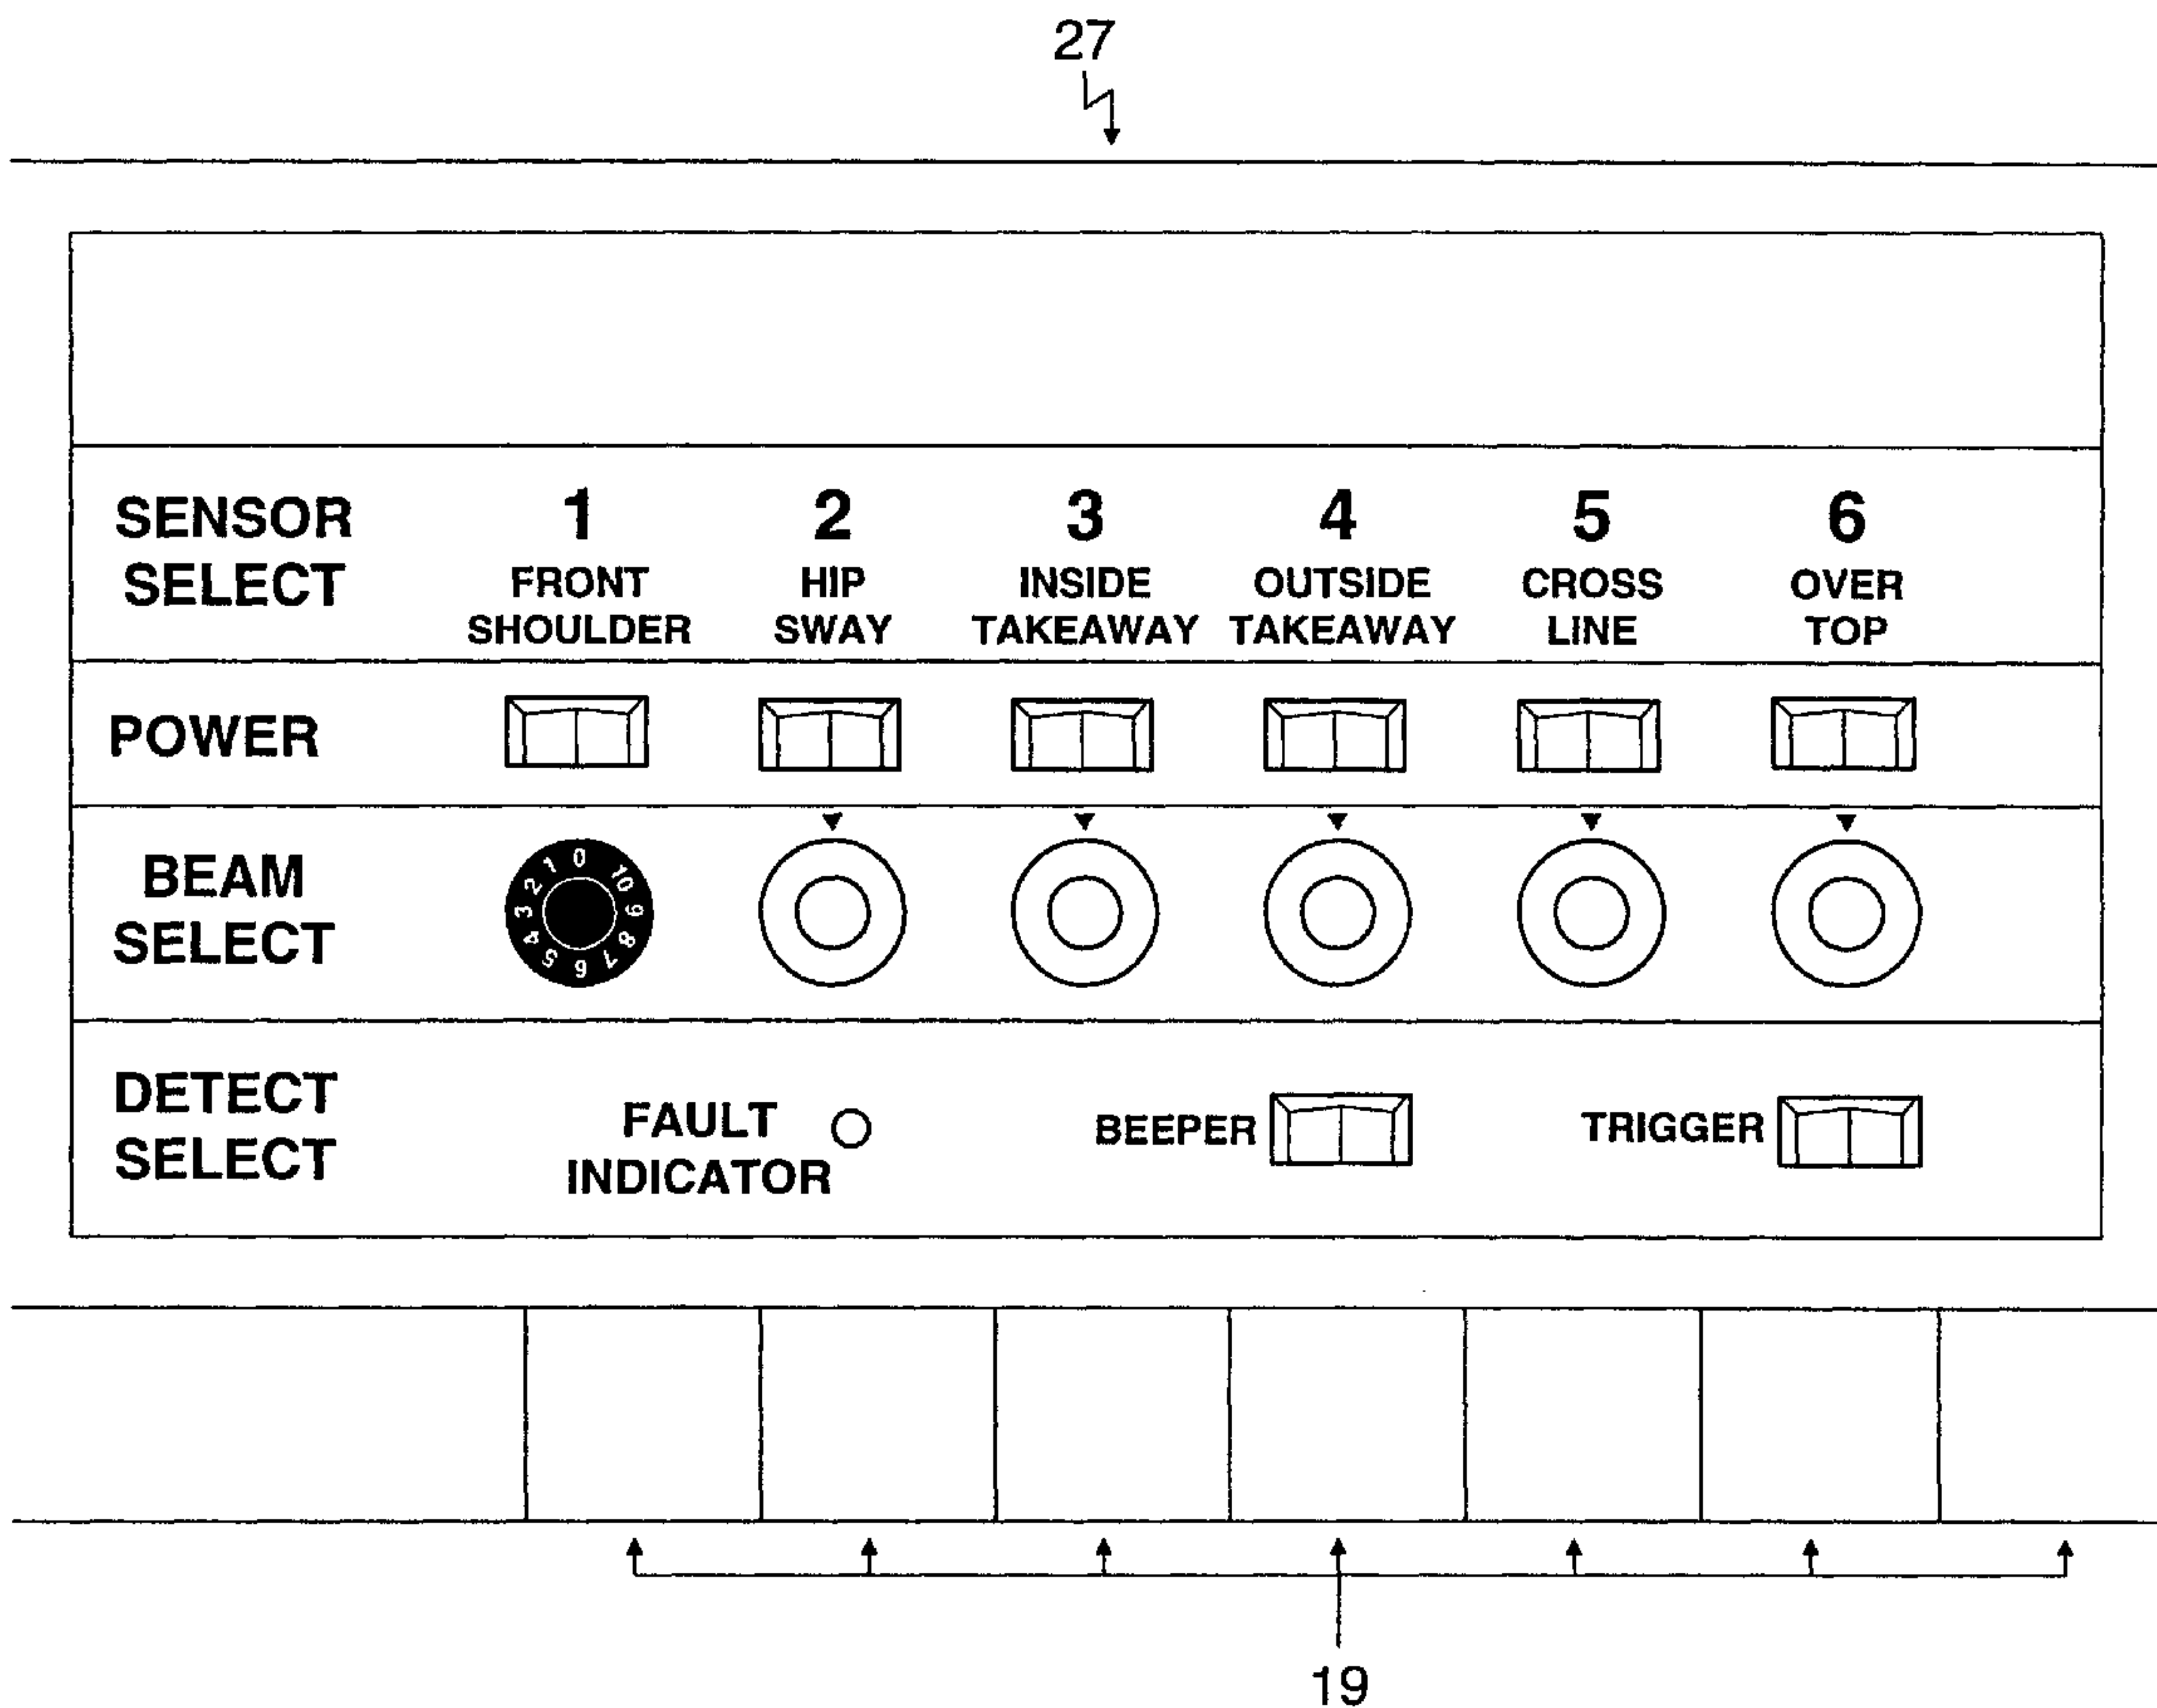 27
SENSOR SELECT
1 2 3 4 5 6
FRONT SHOULDER
HIP SWAY
INSIDE TAKEAWAY
OUTSIDE TAKEAWAY
CROSS LINE
OVER TOP
POWER
BEAM SELECT
0 1 2 3 4 5 6 7 8 9 10
DETECT SELECT
FAULT INDICATOR
BEEPER
TRIGGER
19